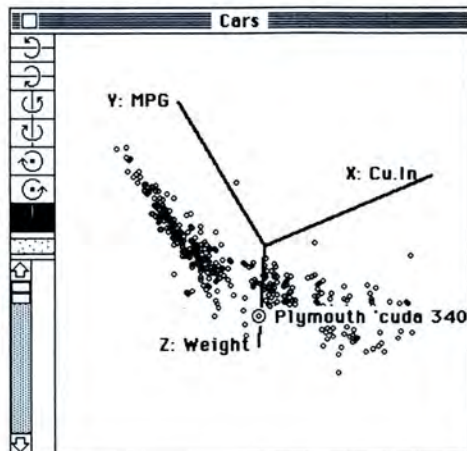 Cars
Y: MPG
X: Cu.In
Plymouth 'cuda 340
Z: Weight